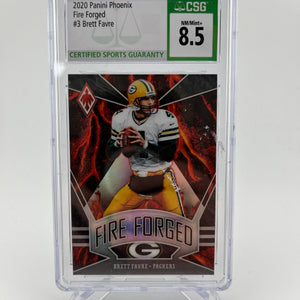 2020 Panini Phoenix
Fire Forged
#3 Brett Favre
CERTIFIED SPORTS GUARANTY
CSG
NM/Mint+
8.5
FIRE FORGED
G
BRETT FAVRE • PACKERS